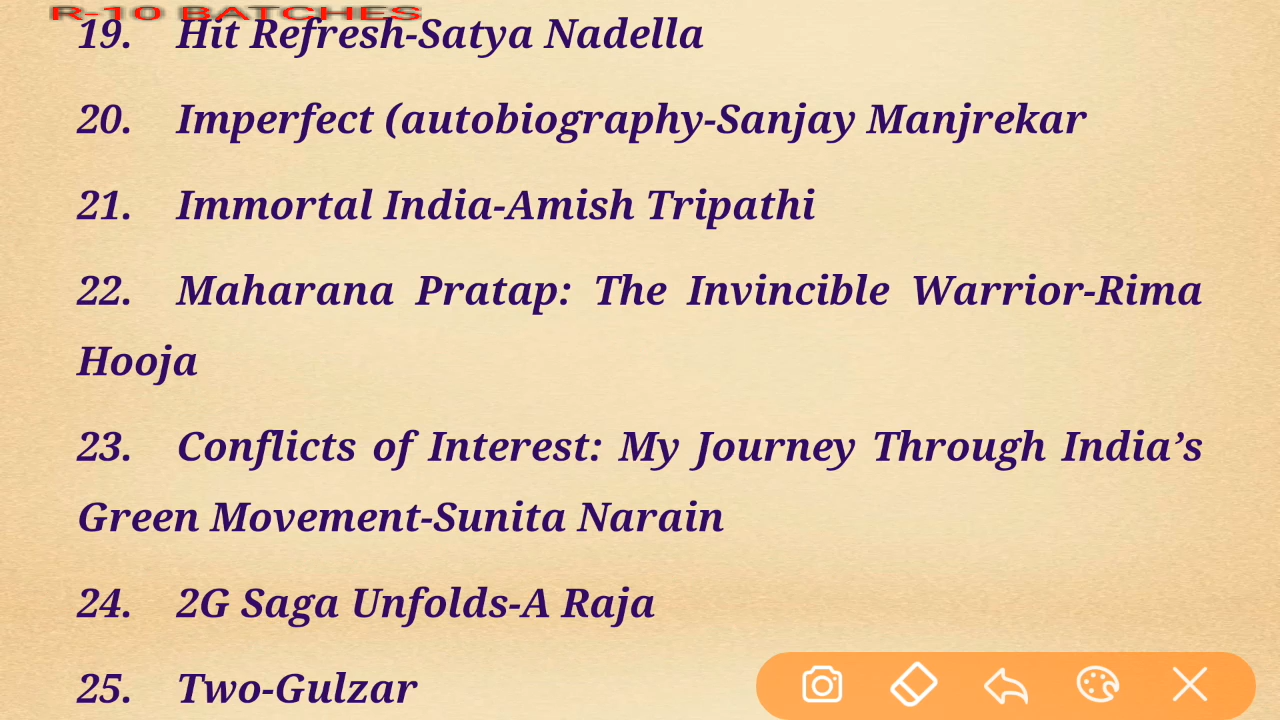 R-10 BATCHES
19. Hit Refresh-Satya Nadella
20. Imperfect (autobiography-Sanjay Manjrekar
21. Immortal India-Amish Tripathi
22. Maharana Pratap: The Invincible Warrior-Rima
Hooja
23. Conflicts of Interest: My Journey Through India’s
Green Movement-Sunita Narain
24. 2G Saga Unfolds-A Raja
25. Two-Gulzar